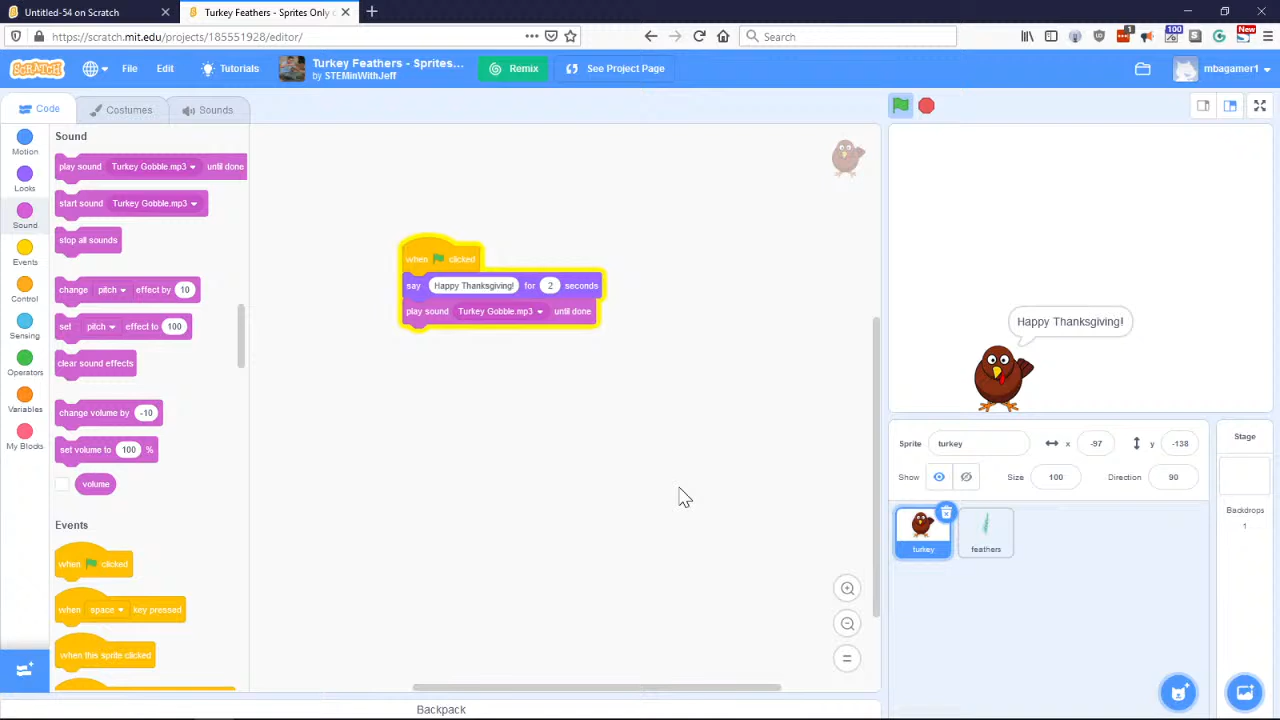 Untitled-54 on Scratch
Turkey Feathers - Sprites Only o
https://scratch.mit.edu/projects/185551928/editor/
Search
1
100
New
SCRATCH
File
Edit
Tutorials
Turkey Feathers - Sprites...
by STEMinWithJeff
Remix
See Project Page
mbagamer1
Code
Costumes
Sounds
Motion
Looks
Sound
Events
Control
Sensing
Operators
Variables
My Blocks
Sound
play sound Turkey Gobble.mp3 until done
start sound Turkey Gobble.mp3
stop all sounds
change pitch effect by 10
set pitch effect to 100
clear sound effects
change volume by -10
set volume to 100 %
volume
Events
when clicked
when space key pressed
when this sprite clicked
when clicked
say Happy Thanksgiving! for 2 seconds
play sound Turkey Gobble.mp3 until done
Happy Thanksgiving!
Sprite turkey x -97 y -138
Show Size 100 Direction 90
turkey
feathers
Stage
Backdrops
1
Backpack